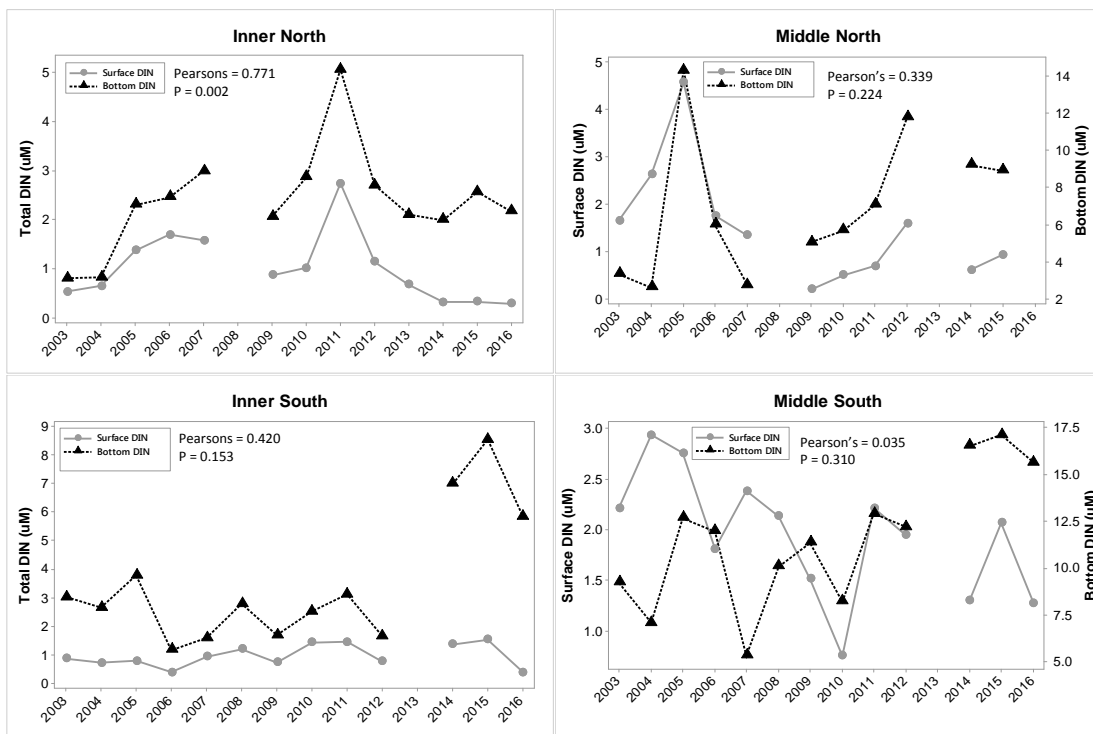 Inner North
Total DIN (uM)
5
4
3
2
1
0
Surface DIN
Bottom DIN
Pearsons = 0.771
P = 0.002
2003 2004 2005 2006 2007 2008 2009 2010 2011 2012 2013 2014 2015 2016
Middle North
Surface DIN (uM)
5
4
3
2
1
0
Surface DIN
Bottom DIN
Pearson's = 0.339
P = 0.224
14
12
10
8
6
4
2
Bottom DIN (uM)
2003 2004 2005 2006 2007 2008 2009 2010 2011 2012 2013 2014 2015 2016
Inner South
Total DIN (uM)
9
8
7
6
5
4
3
2
1
0
Surface DIN
Bottom DIN
Pearsons = 0.420
P = 0.153
2003 2004 2005 2006 2007 2008 2009 2010 2011 2012 2013 2014 2015 2016
Middle South
Surface DIN (uM)
3.0
2.5
2.0
1.5
1.0
Surface DIN
Bottom DIN
Pearson's = 0.035
P = 0.310
17.5
15.0
12.5
10.0
7.5
5.0
Bottom DIN (uM)
2003 2004 2005 2006 2007 2008 2009 2010 2011 2012 2013 2014 2015 2016